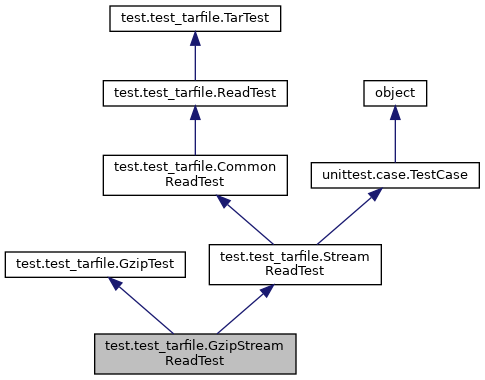 test.test_tarfile.TarTest
test.test_tarfile.ReadTest
object
test.test_tarfile.Common
ReadTest
unittest.case.TestCase
test.test_tarfile.GzipTest
test.test_tarfile.Stream
ReadTest
test.test_tarfile.GzipStream
ReadTest